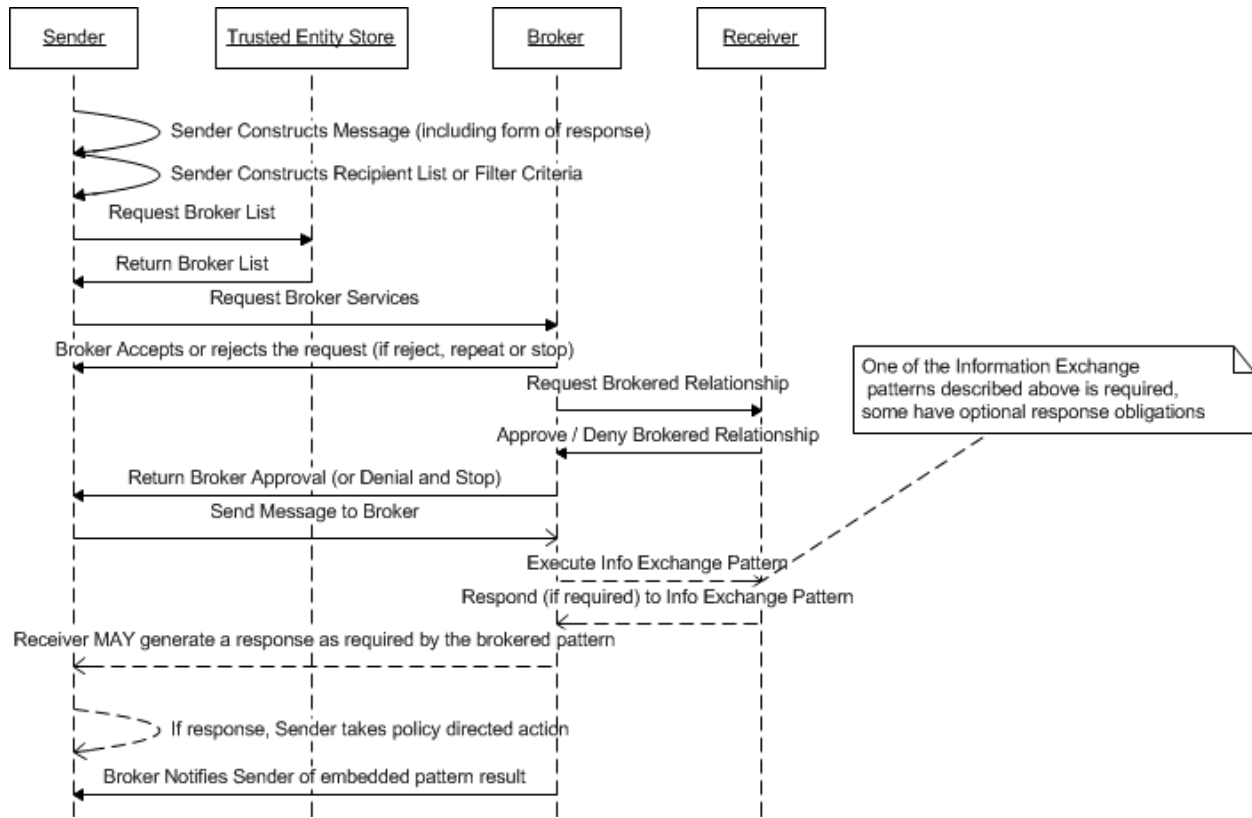 Sender
Trusted Entity Store
Broker
Receiver
Sender Constructs Message (including form of response)
Sender Constructs Recipient List or Filter Criteria
Request Broker List
Return Broker List
Request Broker Services
Broker Accepts or rejects the request (if reject, repeat or stop)
Request Brokered Relationship
One of the Information Exchange
patterns described above is required,
some have optional response obligations
Approve / Deny Brokered Relationship
Return Broker Approval (or Denial and Stop)
Send Message to Broker
Execute Info Exchange Pattern
Respond (if required) to Info Exchange Pattern
Receiver MAY generate a response as required by the brokered pattern
If response, Sender takes policy directed action
Broker Notifies Sender of embedded pattern result